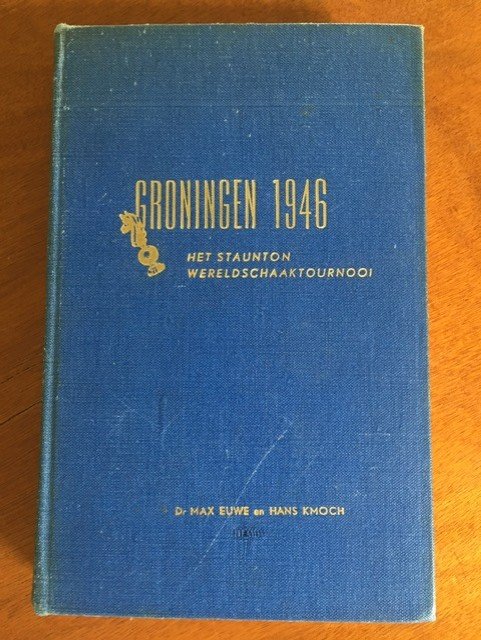 GRONINGEN 1946
HET STAUNTON
WERELDSCHAAKTOURNOOI
Dr MAX EUWE en HANS KMOCH